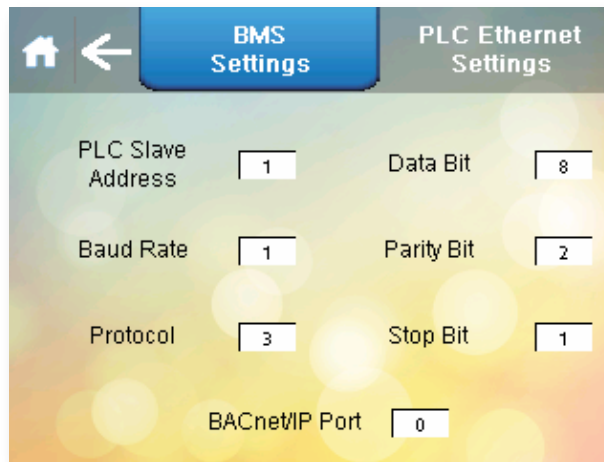 BMS
Settings
PLC Ethernet
Settings
PLC Slave
Address
1
Data Bit
8
Baud Rate
1
Parity Bit
2
Protocol
3
Stop Bit
1
BACnet/IP Port
0